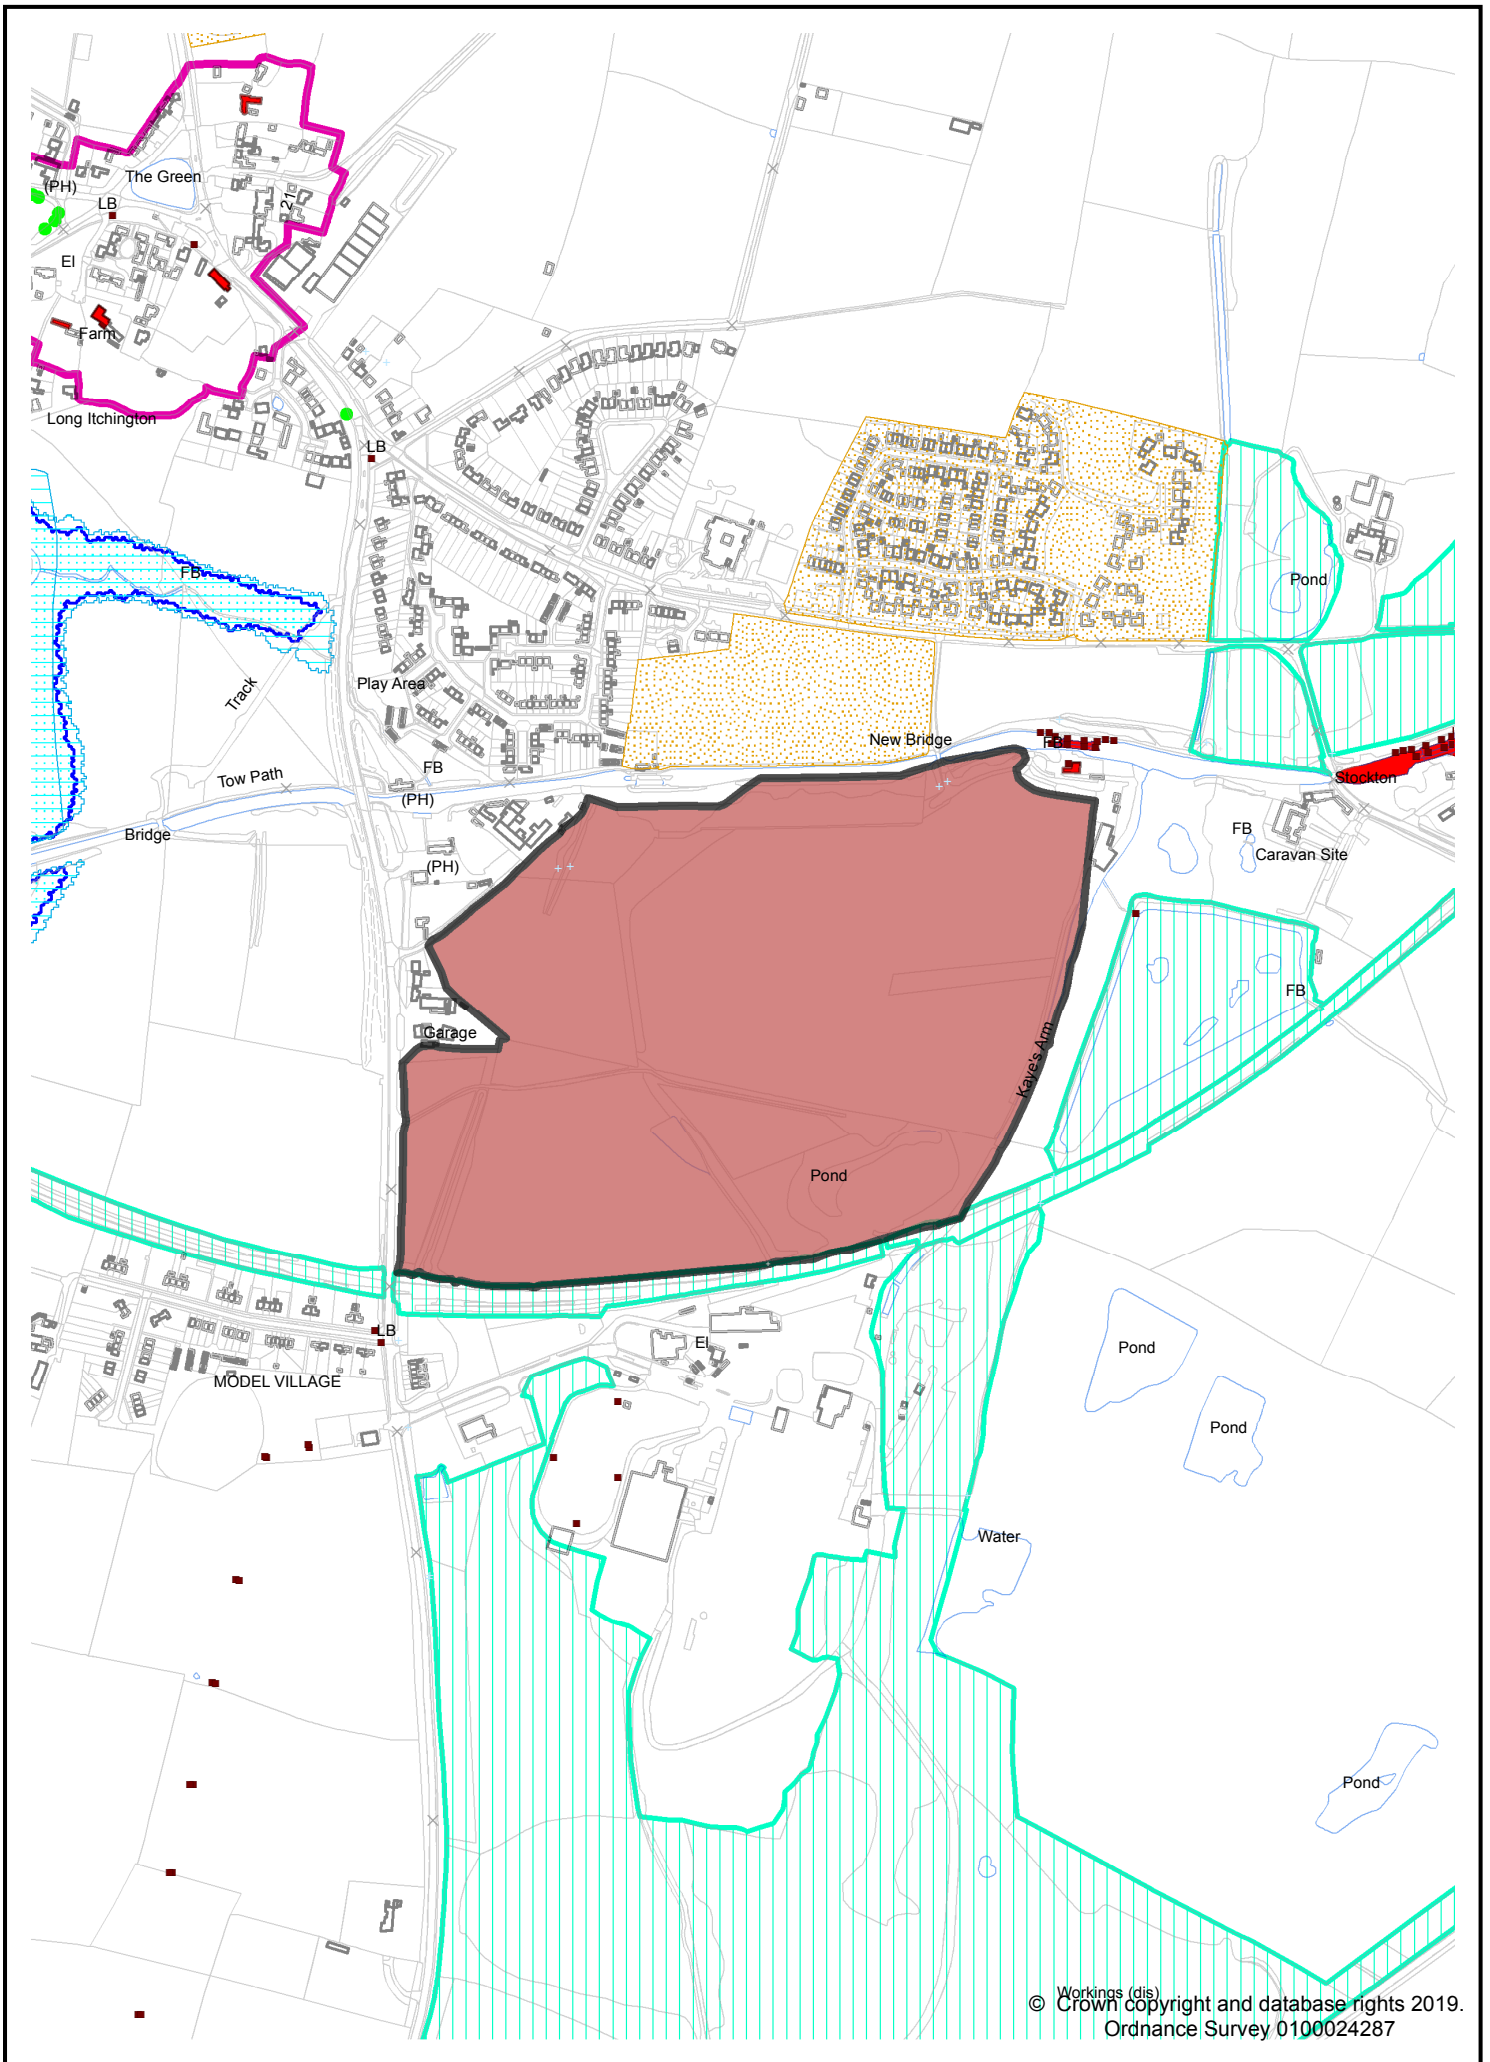 The Green
(PH)
21
LB
El
Farm
Long Itchington
LB
FB
Pond
Track
Play Area
New Bridge
FB
FB
Tow Path
(PH)
Stockton
Bridge
FB
(PH)
Caravan Site
FB
Garage
Kaye's Arm
Pond
LB
El
MODEL VILLAGE
Pond
Pond
Water
Pond
Workings (dis)
© Crown copyright and database rights 2019.
Ordnance Survey 0100024287